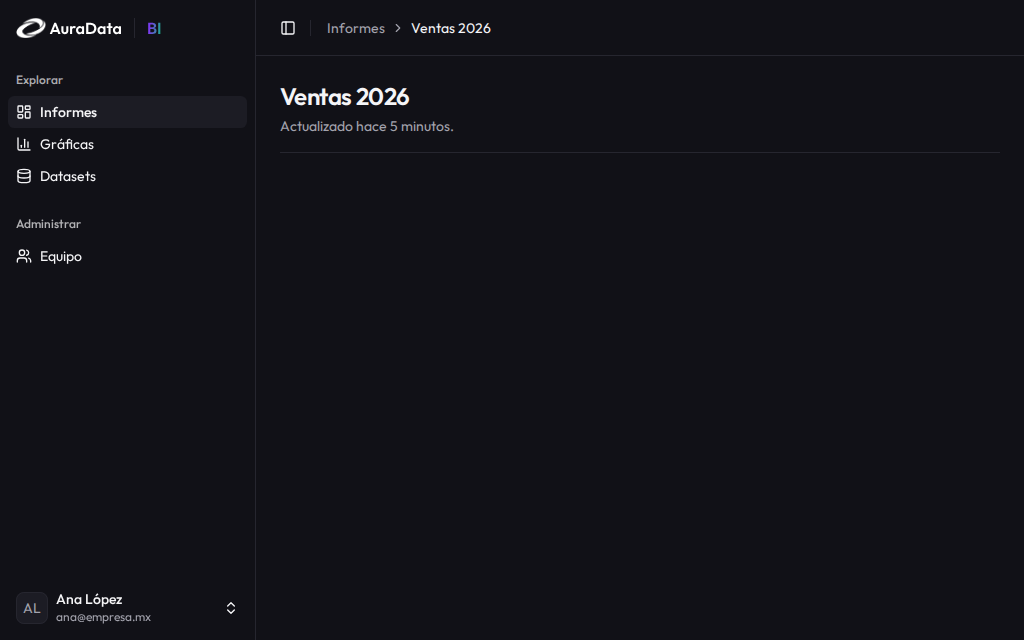 AuraData BI
Explorar
Informes
Gráficas
Datasets
Administrar
Equipo
AL
Ana López
ana@empresa.mx
Informes > Ventas 2026
Ventas 2026
Actualizado hace 5 minutos.